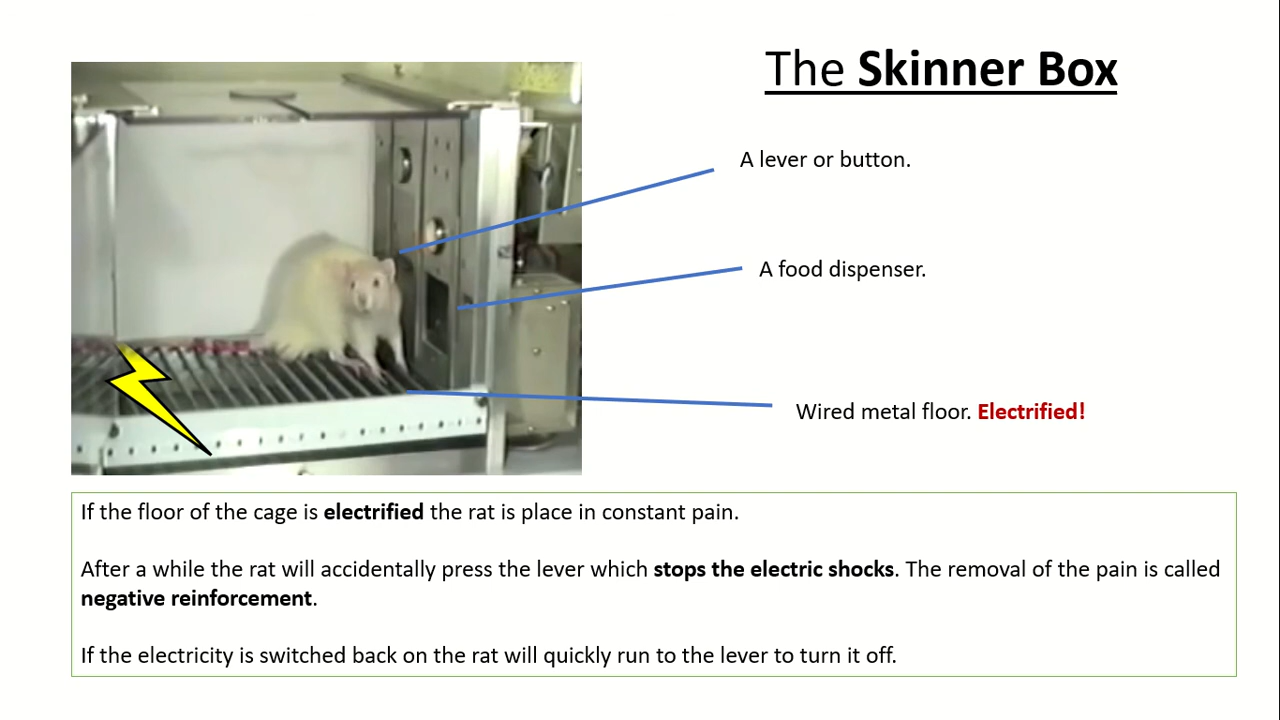 The Skinner Box
A lever or button.
A food dispenser.
Wired metal floor. Electrified!
If the floor of the cage is electrified the rat is place in constant pain.
After a while the rat will accidentally press the lever which stops the electric shocks. The removal of the pain is called
negative reinforcement.
If the electricity is switched back on the rat will quickly run to the lever to turn it off.